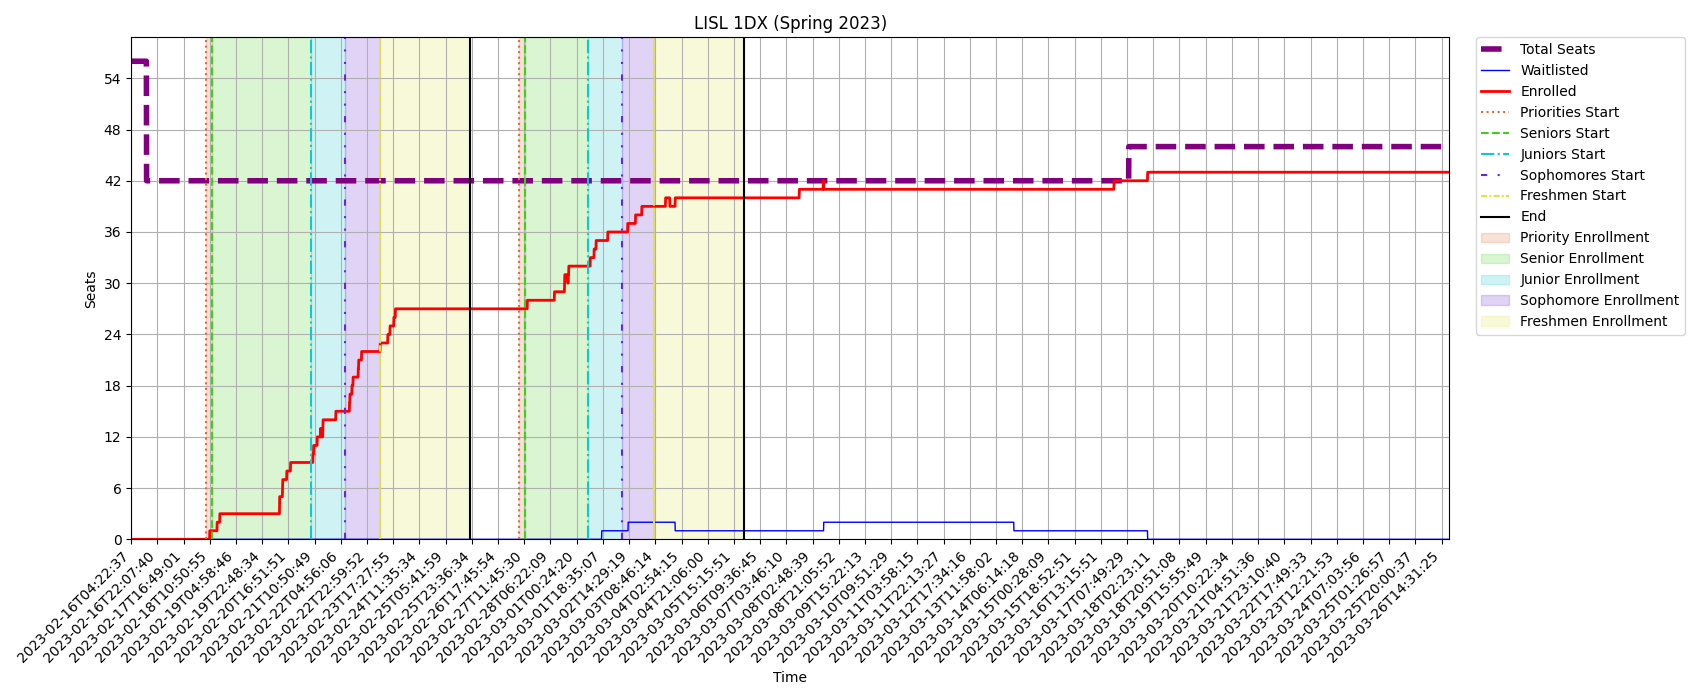 LISL 1DX (Spring 2023)
Total Seats
Waitlisted
Enrolled
Priorities Start
Seniors Start
Juniors Start
Sophomores Start
Freshmen Start
End
Priority Enrollment
Senior Enrollment
Junior Enrollment
Sophomore Enrollment
Freshmen Enrollment
Seats
54
48
42
36
30
24
18
12
6
0
2023-02-16T04:22:37
2023-02-16T22:07:40
2023-02-17T16:49:01
2023-02-18T10:50:55
2023-02-19T04:58:46
2023-02-19T22:48:34
2023-02-20T16:51:51
2023-02-21T10:50:49
2023-02-22T04:56:06
2023-02-22T22:59:52
2023-02-23T17:27:55
2023-02-24T11:35:34
2023-02-25T05:41:59
2023-02-25T23:36:34
2023-02-26T17:45:54
2023-02-27T11:45:30
2023-02-28T06:22:09
2023-03-01T00:24:20
2023-03-01T18:35:07
2023-03-02T14:29:19
2023-03-03T08:46:14
2023-03-04T02:54:15
2023-03-04T21:06:00
2023-03-05T15:15:51
2023-03-06T09:36:45
2023-03-07T03:46:10
2023-03-08T02:48:39
2023-03-08T21:05:52
2023-03-09T15:22:13
2023-03-10T09:51:29
2023-03-11T03:58:15
2023-03-11T22:13:27
2023-03-12T17:34:16
2023-03-13T11:58:02
2023-03-14T06:14:18
2023-03-15T00:28:09
2023-03-15T18:52:51
2023-03-16T13:15:51
2023-03-17T07:49:29
2023-03-18T02:23:11
2023-03-18T20:51:08
2023-03-19T15:55:49
2023-03-20T10:22:34
2023-03-21T04:51:36
2023-03-21T23:10:40
2023-03-22T17:49:33
2023-03-23T12:21:53
2023-03-24T07:03:56
2023-03-25T01:26:57
2023-03-25T20:00:37
2023-03-26T14:31:25
Time